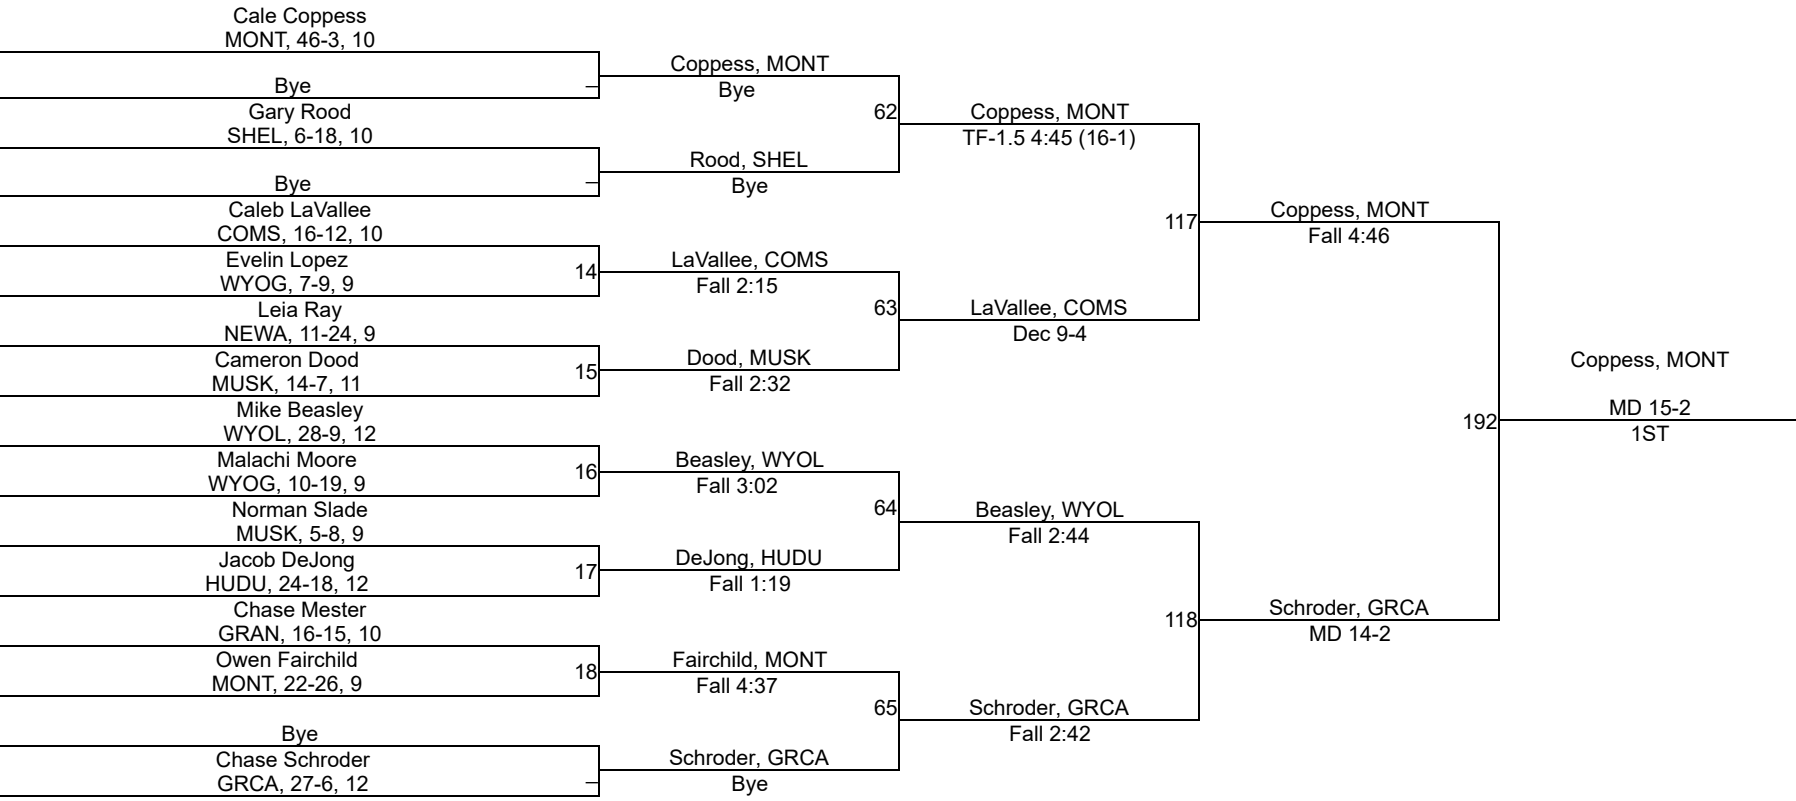 Cale Coppess
MONT, 46-3, 10
Bye
–
Gary Rood
SHEL, 6-18, 10
Bye
–
Caleb LaVallee
COMS, 16-12, 10
Evelin Lopez
WYOG, 7-9, 9
14
Leia Ray
NEWA, 11-24, 9
Cameron Dood
MUSK, 14-7, 11
15
Mike Beasley
WYOL, 28-9, 12
Malachi Moore
WYOG, 10-19, 9
16
Norman Slade
MUSK, 5-8, 9
Jacob DeJong
HUDU, 24-18, 12
17
Chase Mester
GRAN, 16-15, 10
Owen Fairchild
MONT, 22-26, 9
18
Bye
Chase Schroder
GRCA, 27-6, 12
–
Coppess, MONT
Bye
62
Rood, SHEL
Bye
LaVallee, COMS
Fall 2:15
63
Dood, MUSK
Fall 2:32
Beasley, WYOL
Fall 3:02
64
DeJong, HUDU
Fall 1:19
Fairchild, MONT
Fall 4:37
65
Schroder, GRCA
Bye
Coppess, MONT
TF-1.5 4:45 (16-1)
117
LaVallee, COMS
Dec 9-4
Beasley, WYOL
Fall 2:44
118
Schroder, GRCA
Fall 2:42
Coppess, MONT
Fall 4:46
192
Schroder, GRCA
MD 14-2
Coppess, MONT
MD 15-2
1ST